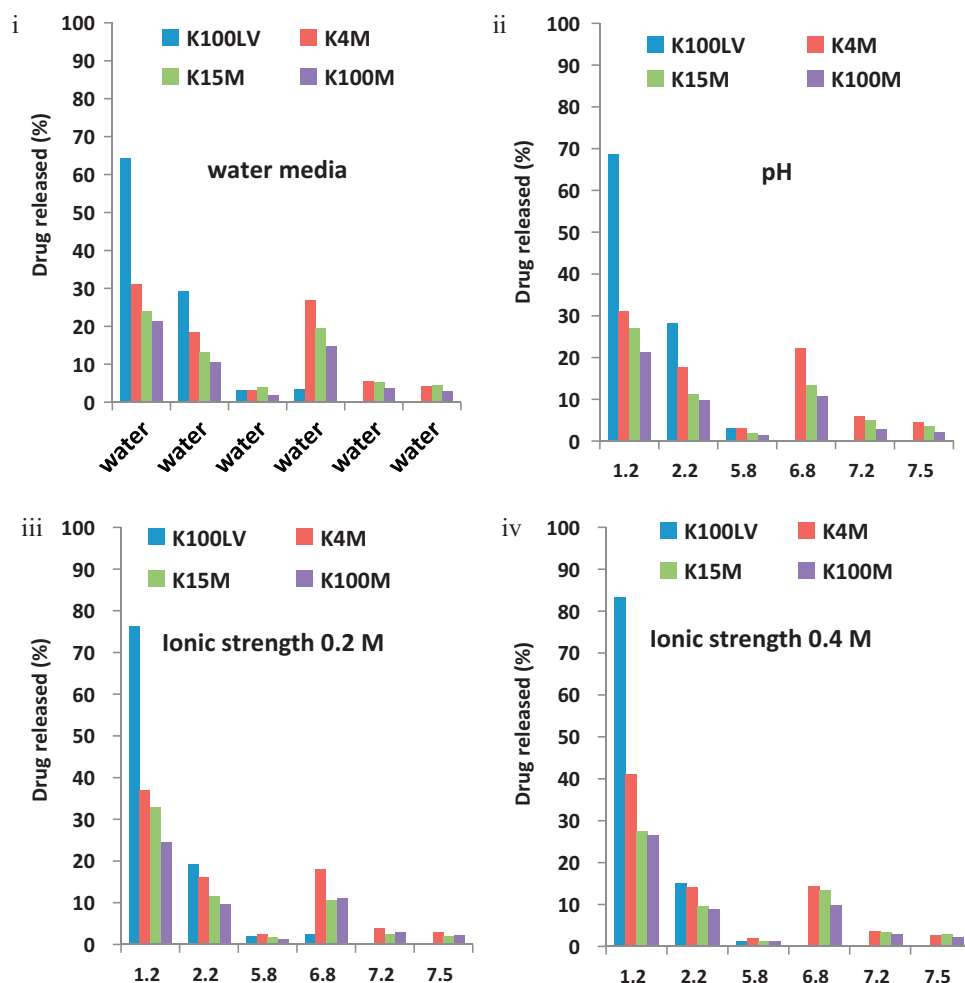 i
100
90
80
70
60
50
40
30
20
10
0
Drug released (%)
K100LV K4M
K15M K100M
water media
water water water water water water
ii
100
90
80
70
60
50
40
30
20
10
0
Drug released (%)
K100LV K4M
K15M K100M
pH
1.2 2.2 5.8 6.8 7.2 7.5
iii
100
90
80
70
60
50
40
30
20
10
0
Drug released (%)
K100LV K4M
K15M K100M
Ionic strength 0.2 M
1.2 2.2 5.8 6.8 7.2 7.5
iv
100
90
80
70
60
50
40
30
20
10
0
Drug released (%)
K100LV K4M
K15M K100M
Ionic strength 0.4 M
1.2 2.2 5.8 6.8 7.2 7.5